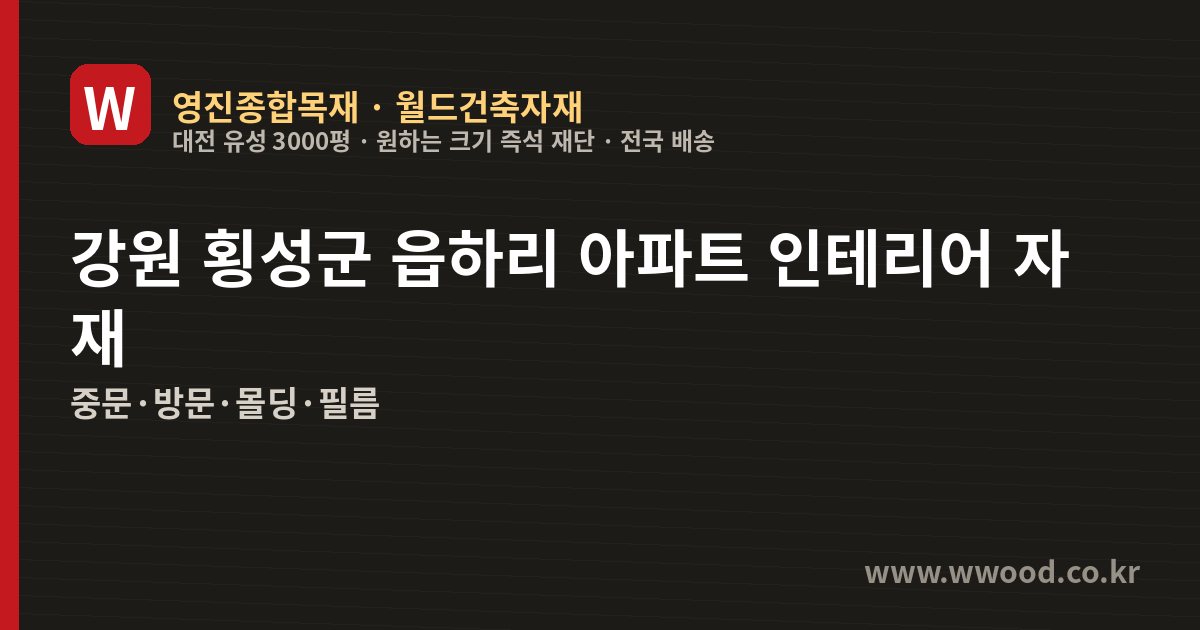 W
영진종합목재 · 월드건축자재
대전 유성 3000평 · 원하는 크기 즉석 재단 · 전국 배송
강원 횡성군 읍하리 아파트 인테리어 자
재
중문·방문·몰딩·필름
www.wwood.co.kr